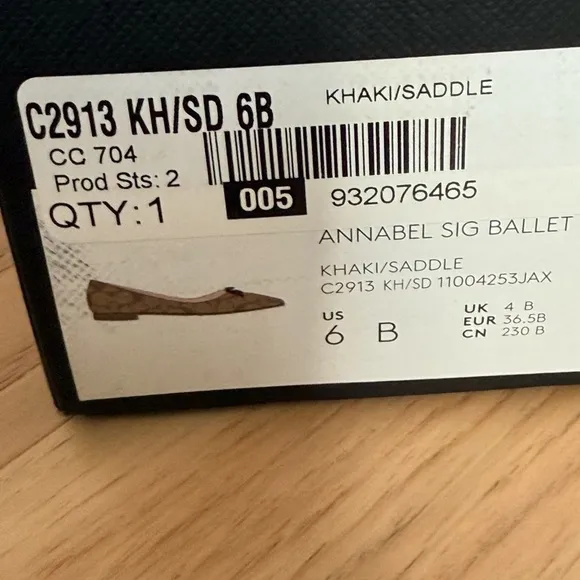 C2913 KH/SD 6B
KHAKI/SADDLE
CC 704
Prod Sts: 2
005
932076465
QTY: 1
ANNABEL SIG BALLET
KHAKI/SADDLE
C2913 KH/SD 11004253JAX
US
6 B
UK 4 B
EUR 36.5B
CN 230 B